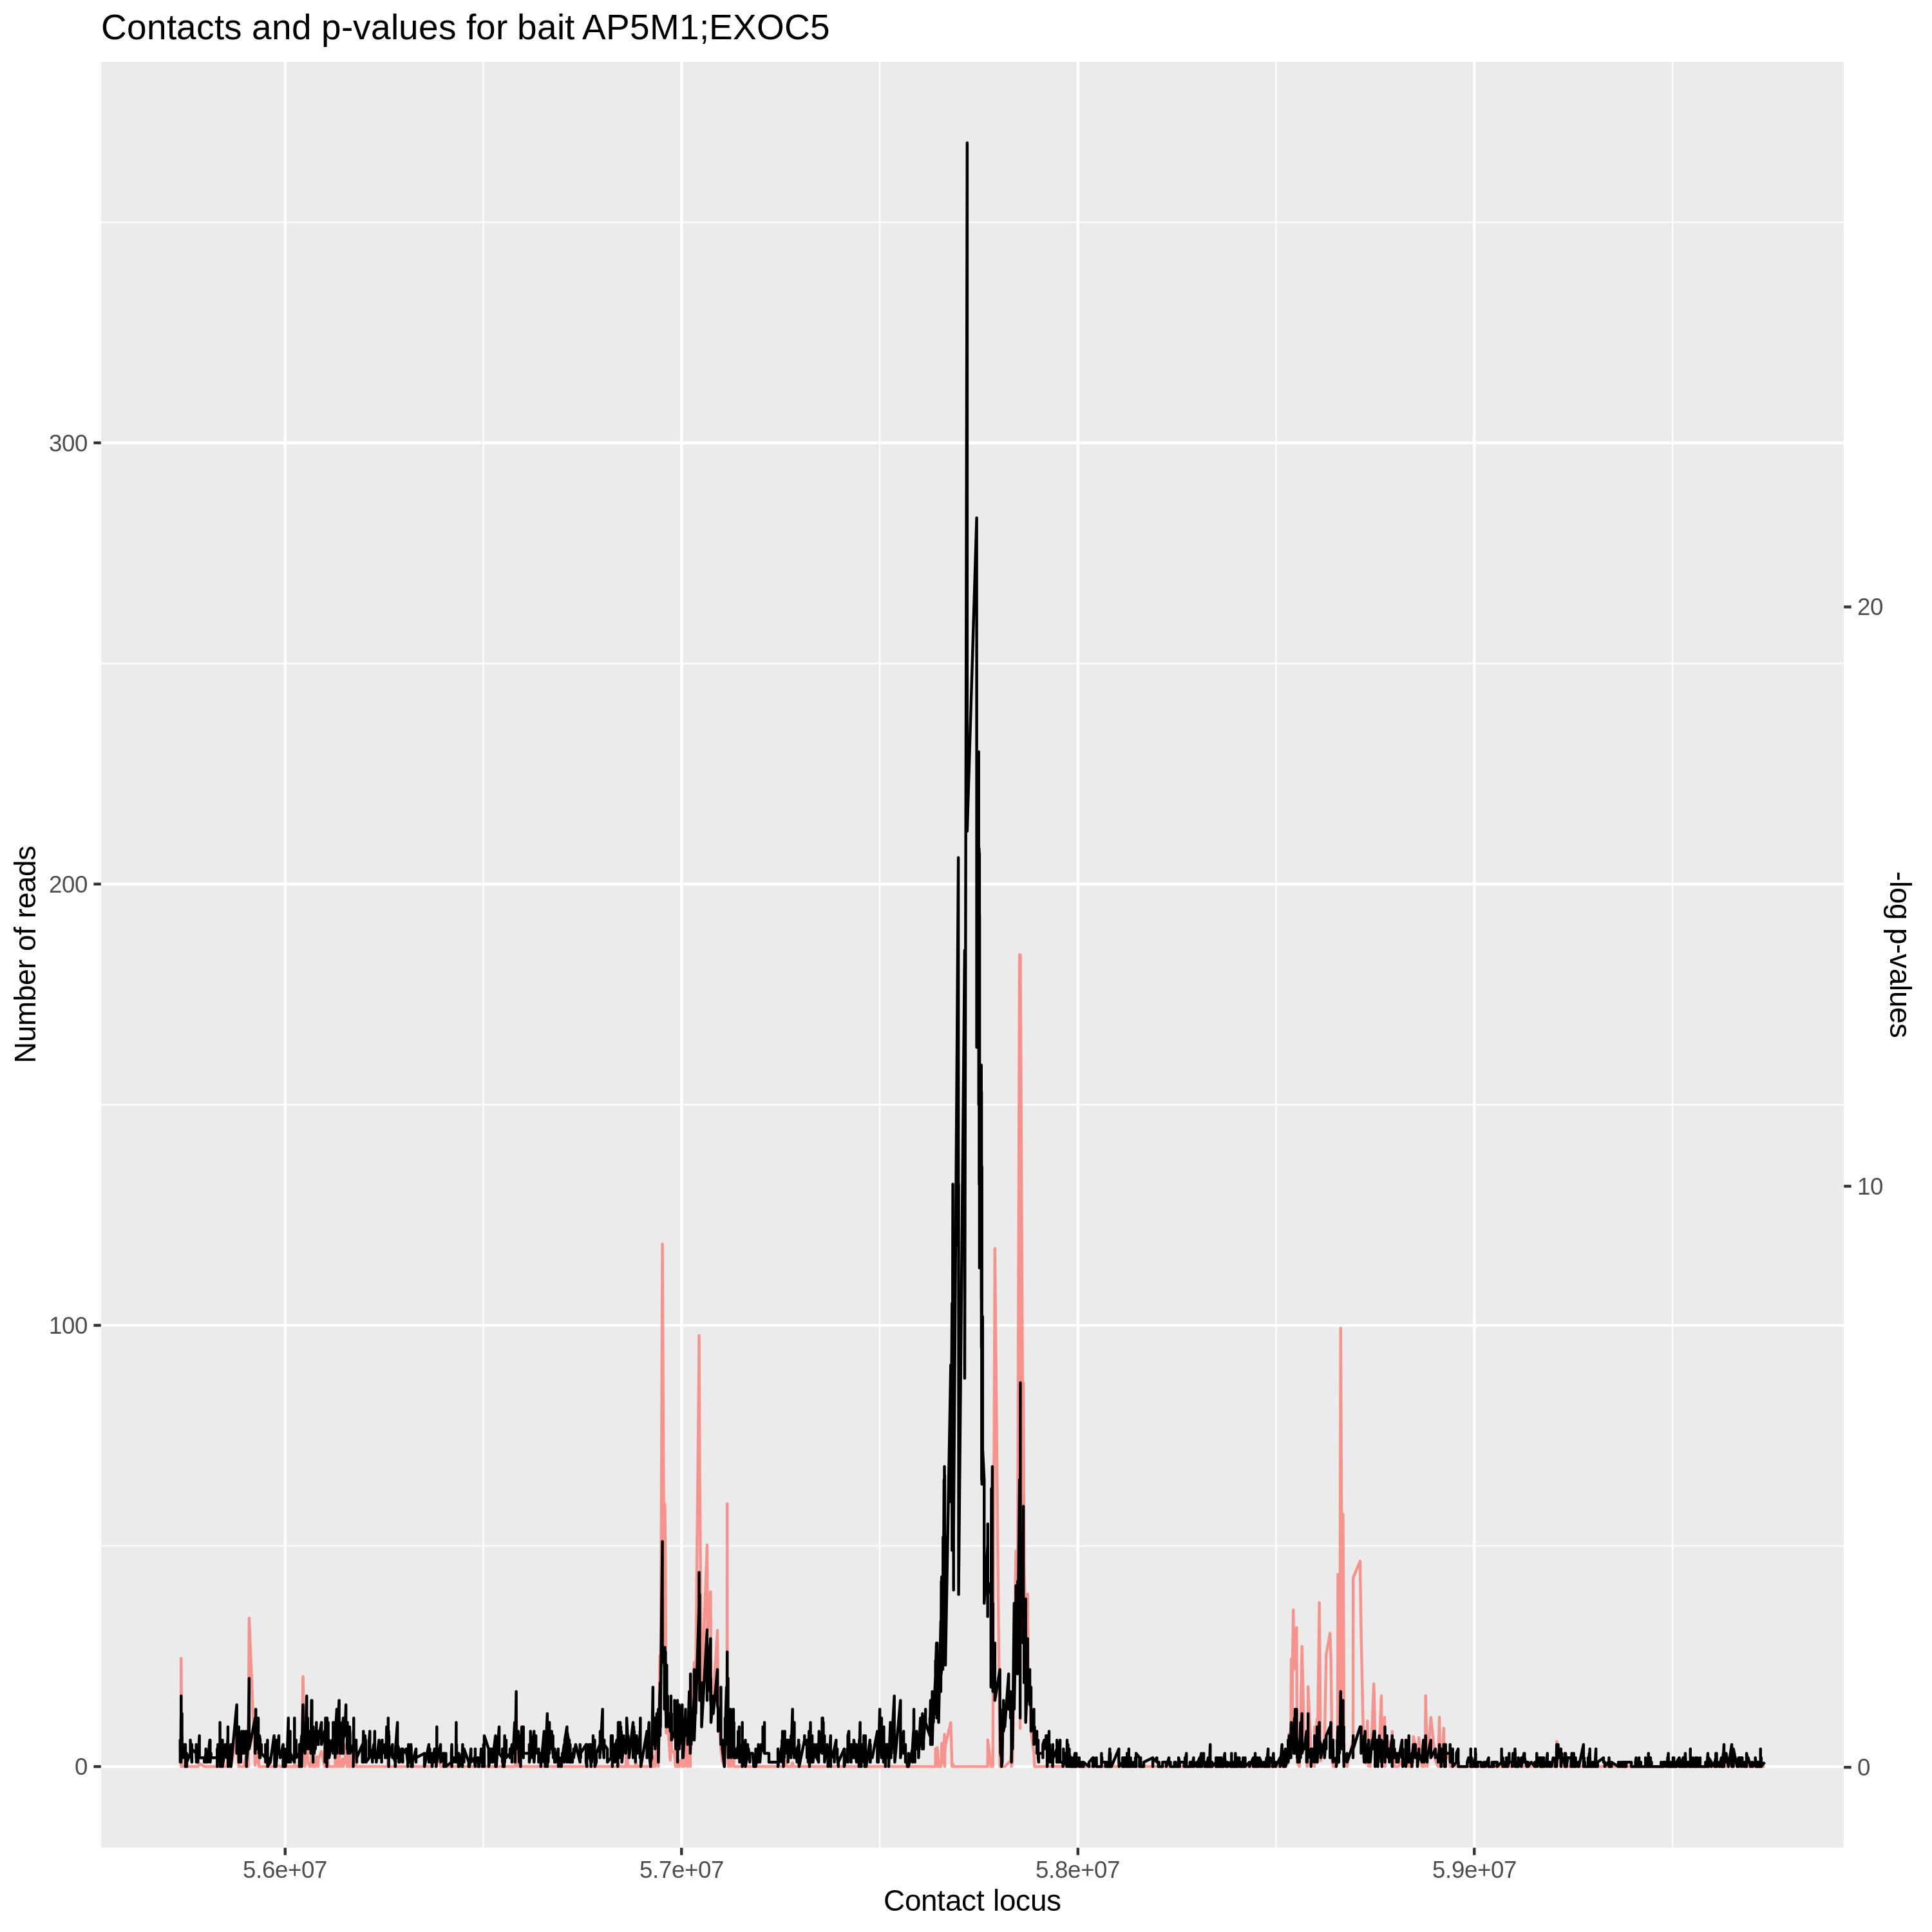 Contacts and p-values for bait AP5M1;EXOC5
300
200
100
0
Number of reads
20
10
0
-log p-values
5.6e+07
5.7e+07
5.8e+07
5.9e+07
Contact locus